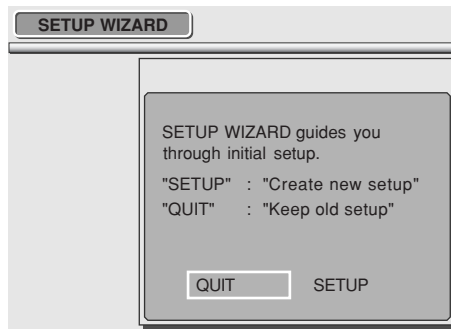 SETUP WIZARD
SETUP WIZARD guides you
through initial setup.
"SETUP" : "Create new setup"
"QUIT" : "Keep old setup"
QUIT SETUP